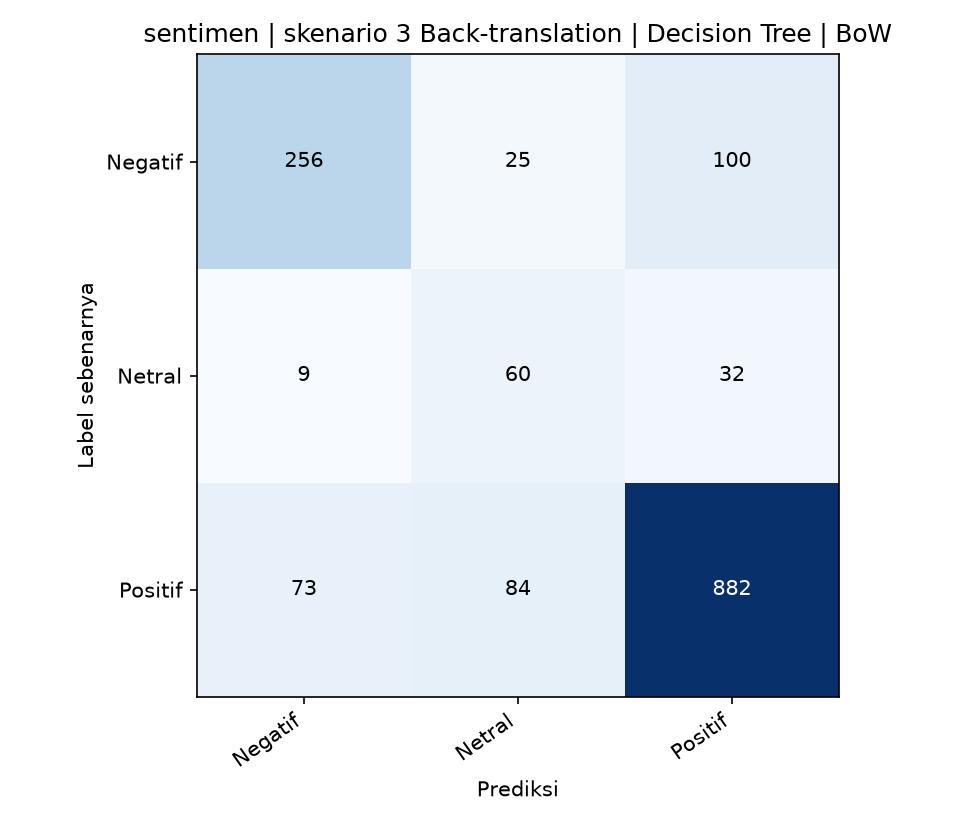 sentimen | skenario 3 Back-translation | Decision Tree | BoW
Negatif 256 25 100
Netral 9 60 32
Positif 73 84 882
Label sebenarnya
Negatif Netral Positif
Prediksi